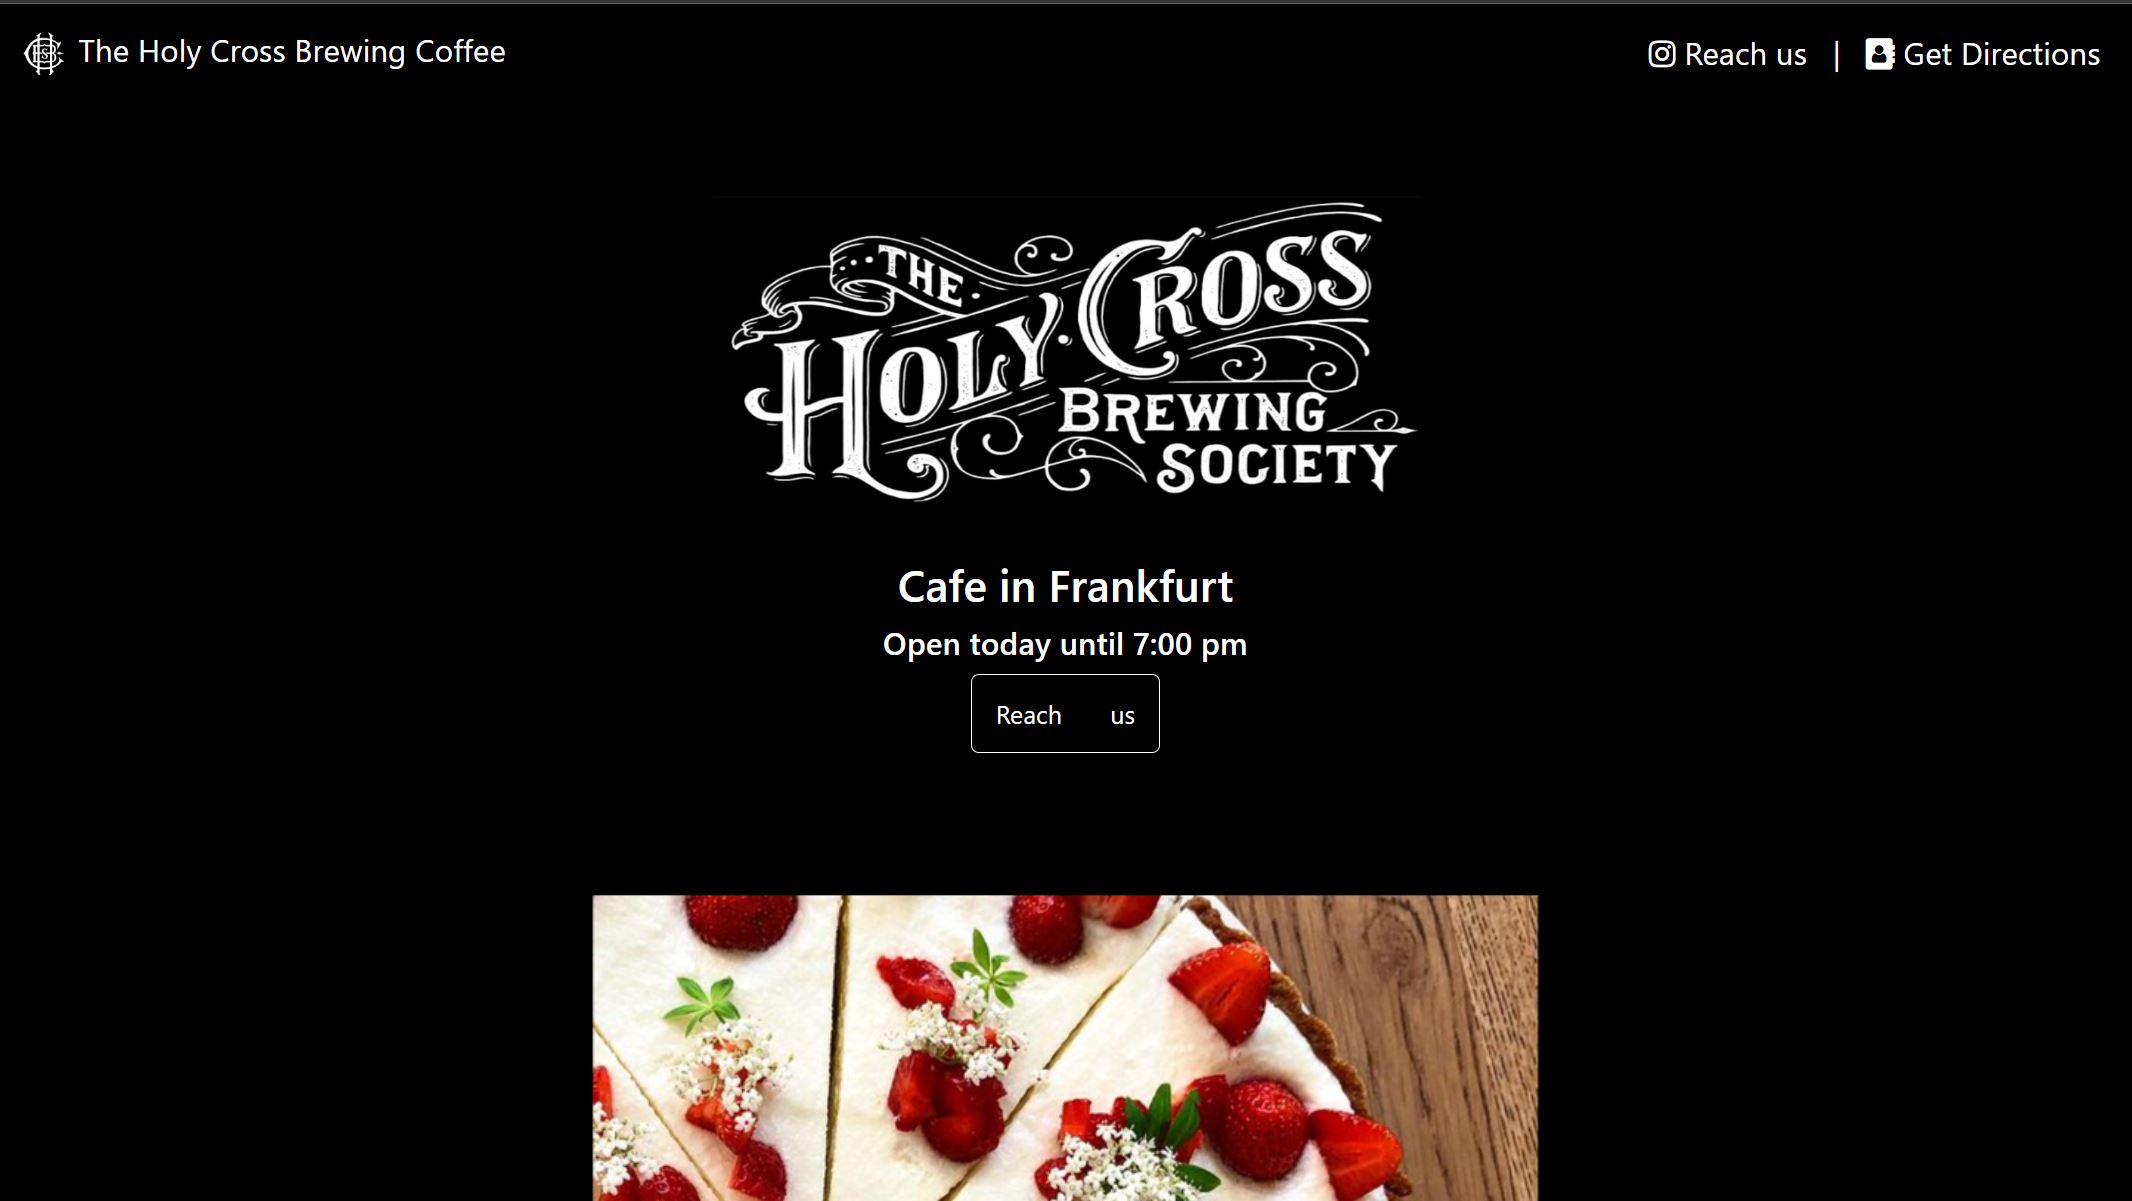 The Holy Cross Brewing Coffee
Reach us | Get Directions
THE
HOLY·CROSS
BREWING
SOCIETY
Cafe in Frankfurt
Open today until 7:00 pm
Reach us